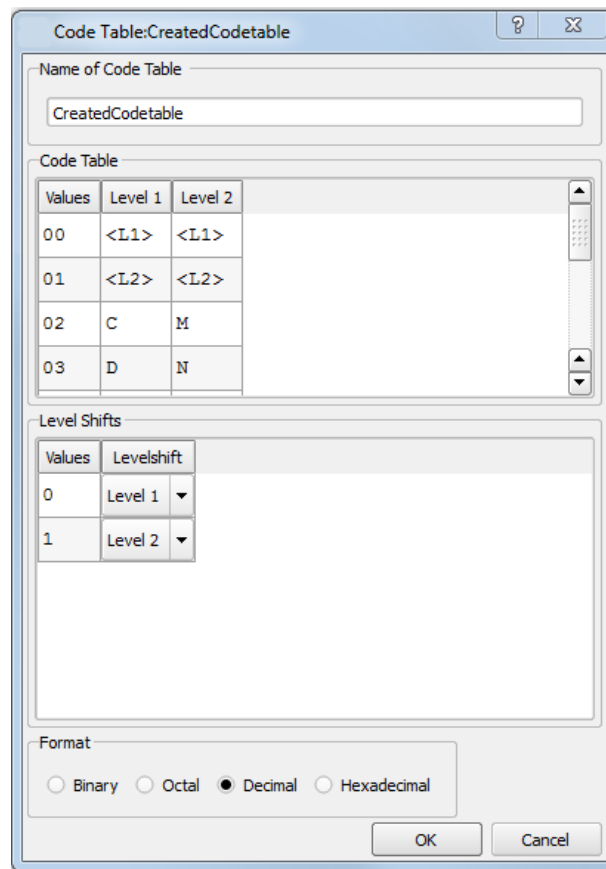 Code Table:CreatedCodetable
Name of Code Table
CreatedCodetable
Code Table
Values Level 1 Level 2
00 <L1> <L1>
01 <L2> <L2>
02 C M
03 D N
Level Shifts
Values Levelshift
0 Level 1
1 Level 2
Format
Binary Octal Decimal Hexadecimal
OK Cancel